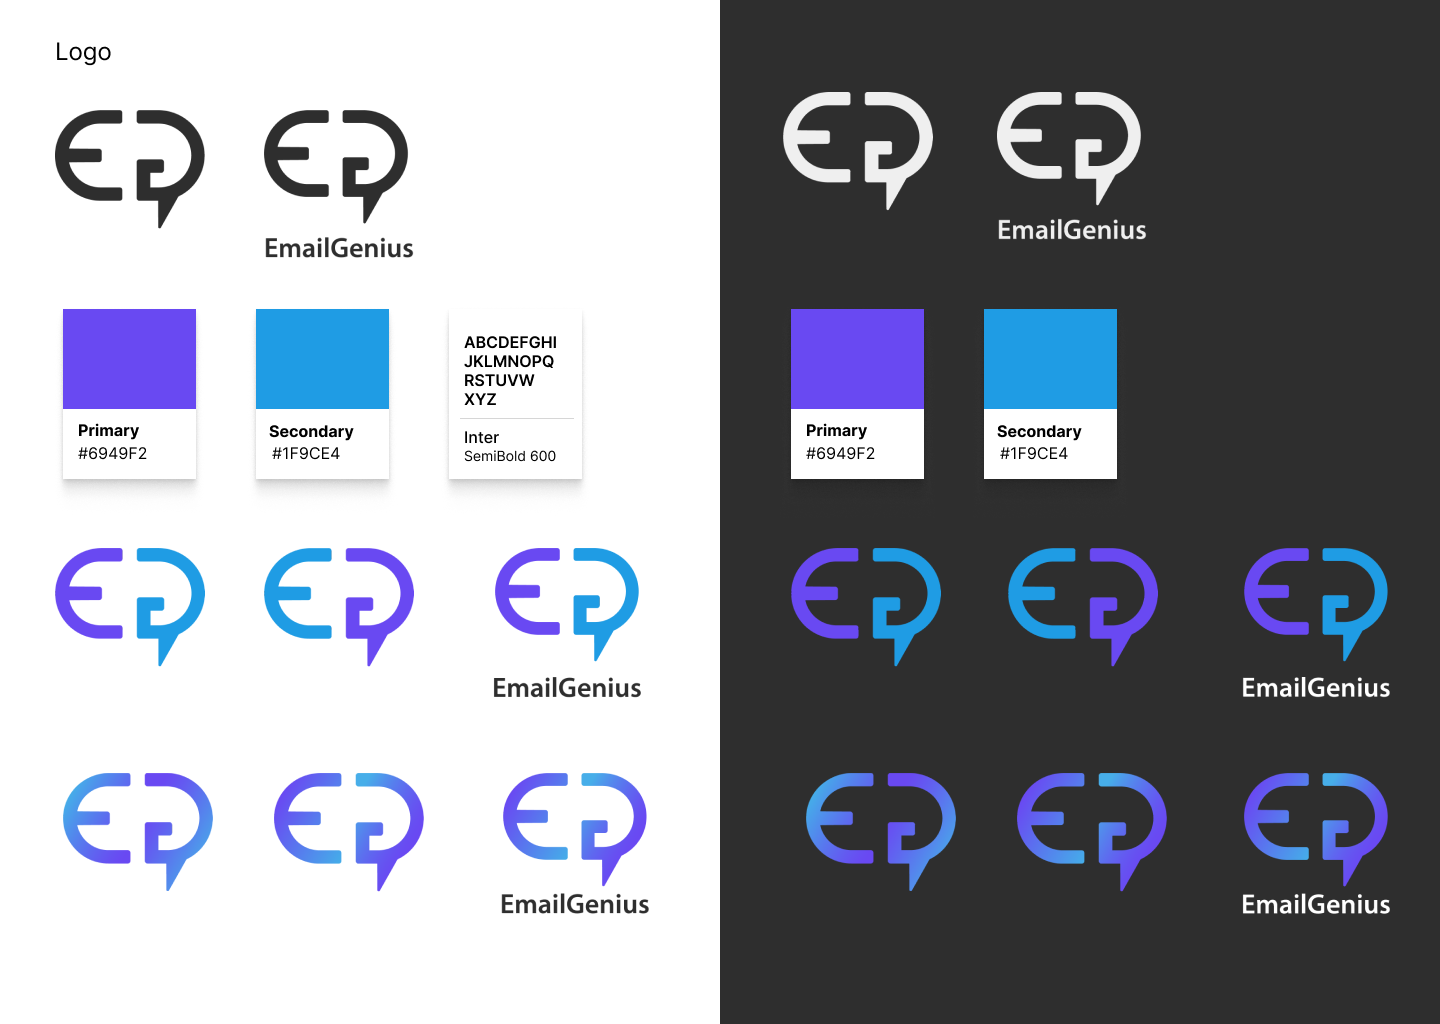 Logo
EmailGenius
EmailGenius
ABCDEFGHI
JKLMNOPQ
RSTUVW
XYZ
Primary
#6949F2
Secondary
#1F9CE4
Inter
SemiBold 600
Primary
#6949F2
Secondary
#1F9CE4
EmailGenius
EmailGenius
EmailGenius
EmailGenius